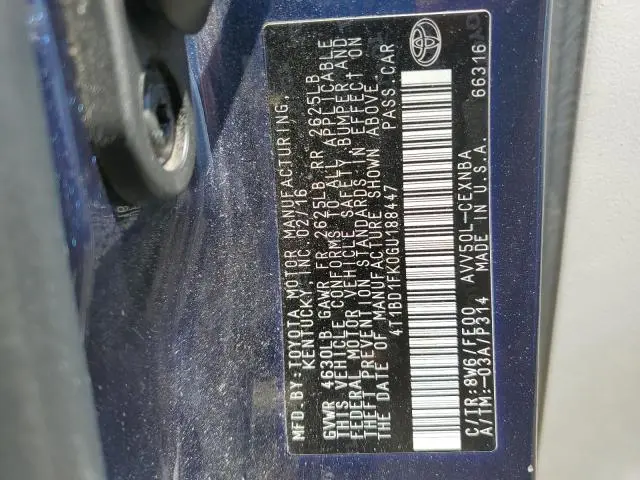 MFD.BY:TOYOTA MOTOR MANUFACTURING,
KENTUCKY, INC. 02/16
GVWR 4630LB GAWR FR 2625LB RR 2625LB
THIS VEHICLE CONFORMS TO ALL APPLICABLE
FEDERAL MOTOR VEHICLE SAFETY, BUMPER AND
THEFT PREVENTION STANDARDS IN EFFECT ON
THE DATE OF MANUFACTURE SHOWN ABOVE.
4T1BD1FK0GU188447 PASS. CAR
C/TR:8W6/FE00 AVV50L-CEXNBA
A/TM:-03A/P314 MADE IN U.S.A. 66316